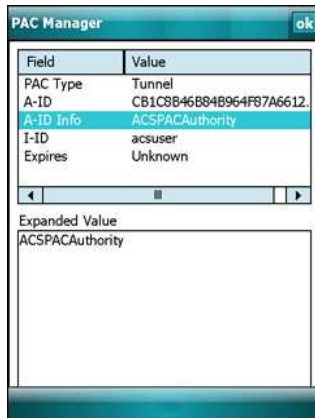 PAC Manager ok
Field Value
PAC Type Tunnel
A-ID CB1C8B46B84B964F87A6612.
A-ID Info ACSPACAuthority
I-ID acsuser
Expires Unknown
Expanded Value
ACSPACAuthority